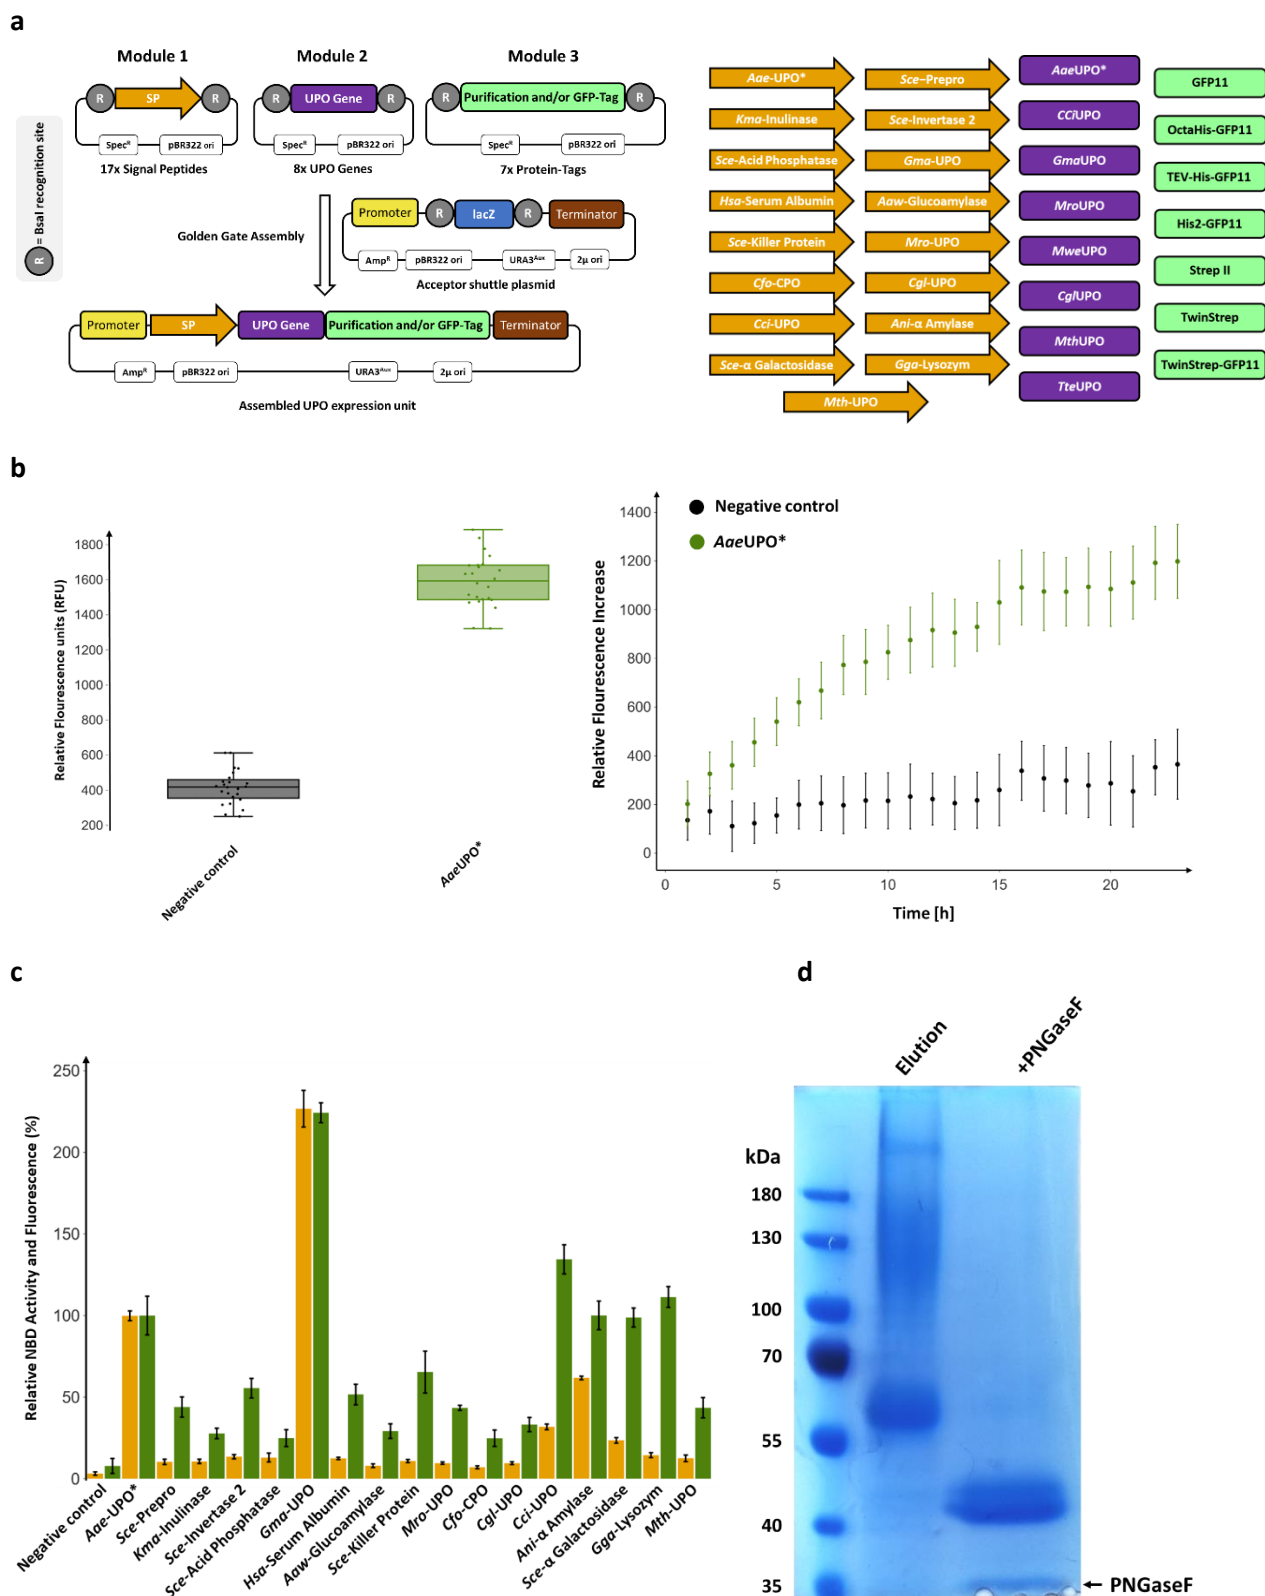 a
Module 1
Module 2
Module 3
R
SP
R
R
UPO Gene
R
R
Purification and/or GFP-Tag
R
SpecR
pBR322 ori
SpecR
pBR322 ori
SpecR
pBR322 ori
17x Signal Peptides
8x UPO Genes
7x Protein-Tags
R = BsaI recognition site
Golden Gate Assembly
Promoter
R
lacZ
R
Terminator
AmpR
pBR322 ori
URA3Aux
2μ ori
Acceptor shuttle plasmid
Promoter
SP
UPO Gene
Purification and/or GFP-Tag
Terminator
AmpR
pBR322 ori
URA3Aux
2μ ori
Assembled UPO expression unit
Aae-UPO*
Kma-Inulinase
Sce-Acid Phosphatase
Hsa-Serum Albumin
Sce-Killer Protein
Cfo-CPO
Cci-UPO
Sce-α Galactosidase
Sce–Prepro
Sce-Invertase 2
Gma-UPO
Aaw-Glucoamylase
Mro-UPO
Cgl-UPO
Ani-α Amylase
Gga-Lysozym
Mth-UPO
AaeUPO*
CCiUPO
GmaUPO
MroUPO
MweUPO
CglUPO
MthUPO
TteUPO
GFP11
OctaHis-GFP11
TEV-His-GFP11
His2-GFP11
Strep II
TwinStrep
TwinStrep-GFP11
b
Relative Flourescence units (RFU)
1800
1600
1400
1200
1000
800
600
400
200
Negative control
AaeUPO*
Relative Flourescence Increase
1400
1200
1000
800
600
400
200
0
Negative control
AaeUPO*
0
5
10
15
20
Time [h]
c
Relative NBD Activity and Fluorescence (%)
250
200
150
100
50
0
Negative control
Aae-UPO*
Sce-Prepro
Kma-Inulinase
Sce-Invertase 2
Sce-Acid Phosphatase
Gma-UPO
Hsa-Serum Albumin
Aaw-Glucoamylase
Sce-Killer Protein
Mro-UPO
Cfo-CPO
Cgl-UPO
Cci-UPO
Ani-α Amylase
Sce-α Galactosidase
Gga-Lysozym
Mth-UPO
d
Elution
+PNGaseF
kDa
180
130
100
70
55
40
35
PNGaseF